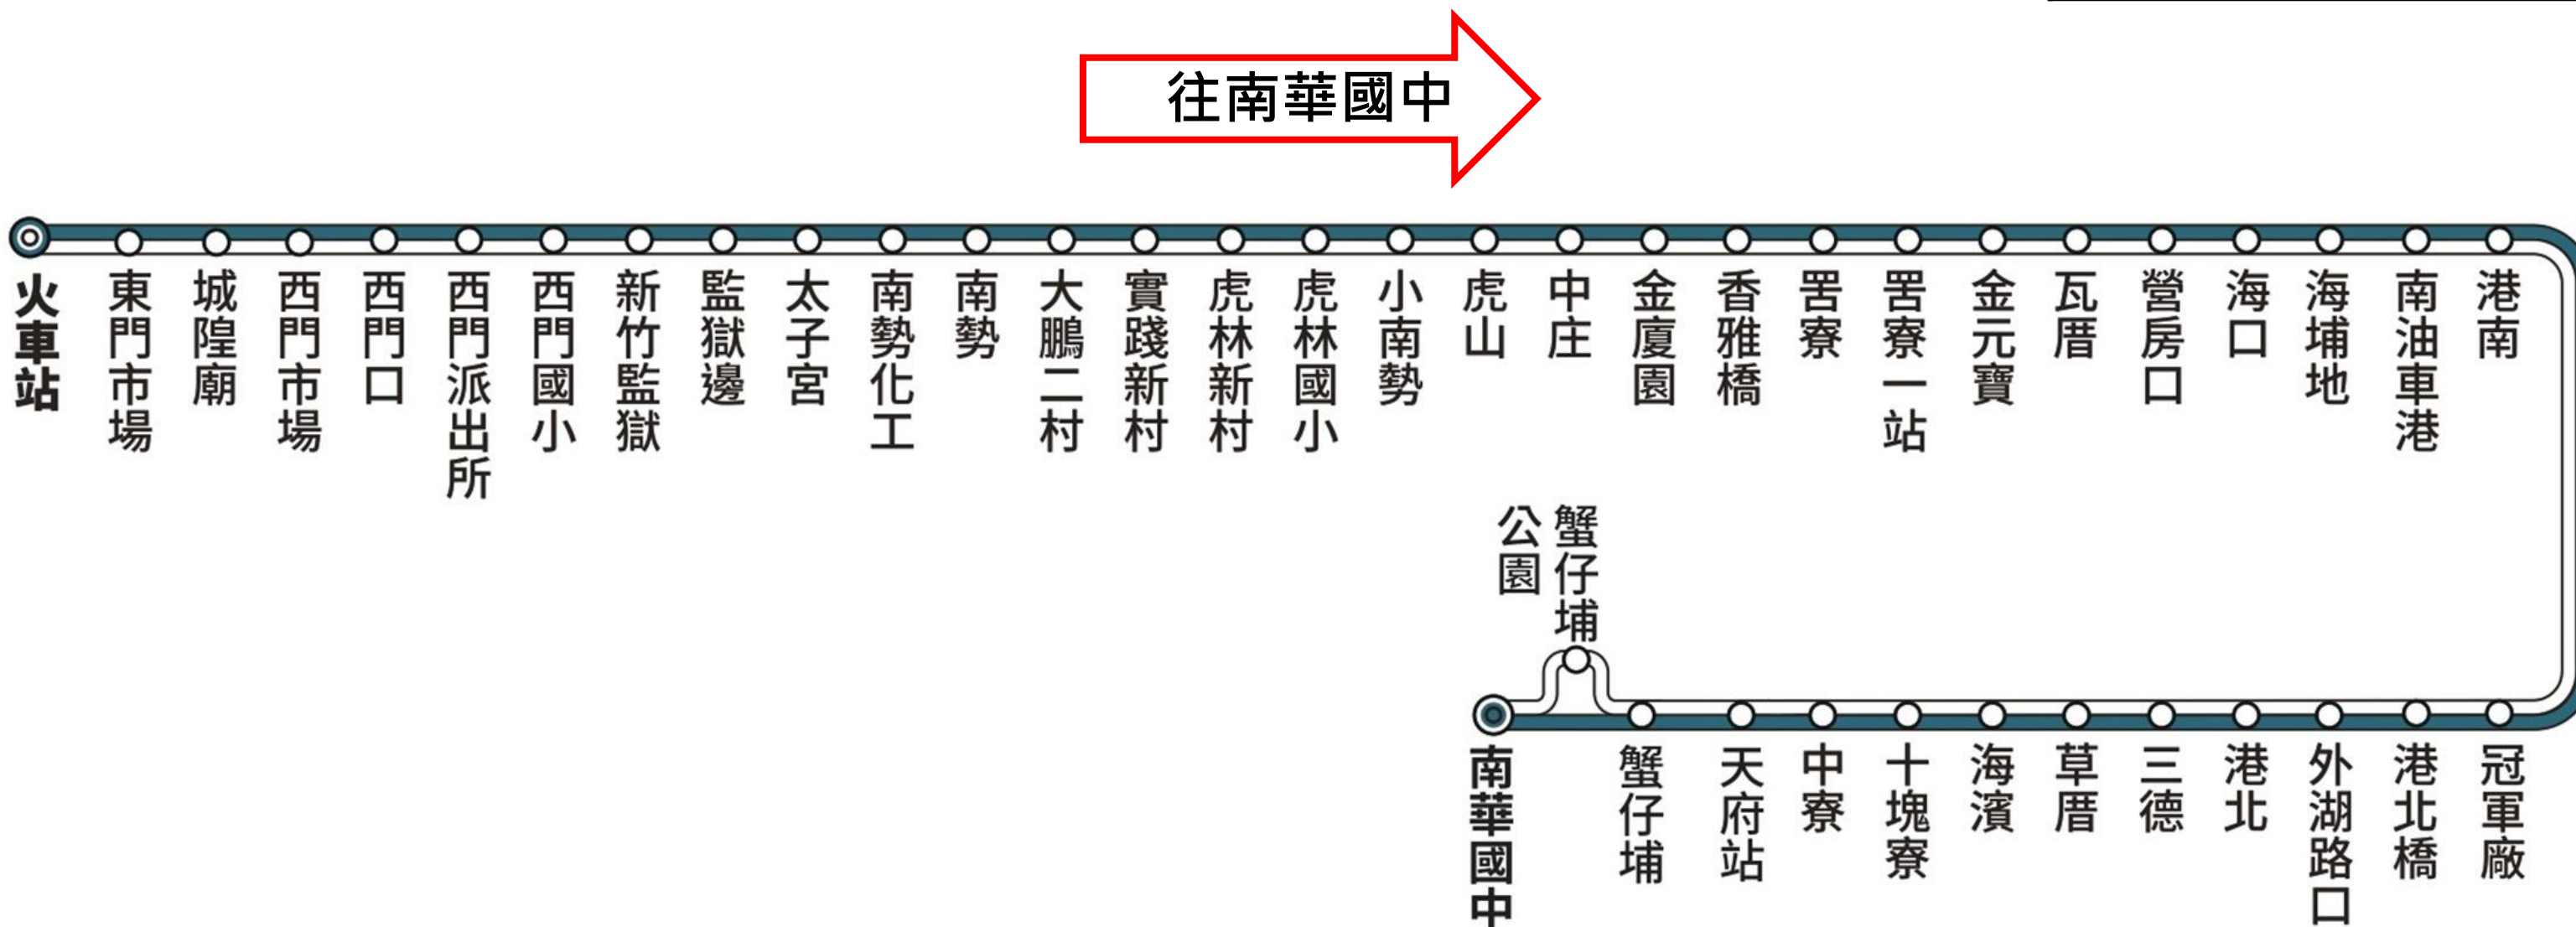 往南華國中
火車站
東門市場
城隍廟
西門市場
西門口
西門派出所
西門國小
新竹監獄
監獄邊
太子宮
南勢化工
南勢
大鵬二村
實踐新村
虎林新村
虎林國小
小南勢
虎山
中庄
金廈園
香雅橋
罟寮
罟寮一站
金元寶
瓦厝
營房口
海口
海埔地
南油車港
港南
冠軍廠
港北橋
外湖路口
港北
三德
草厝
海濱
十塊寮
中寮
天府站
蟹仔埔
蟹仔埔
公園
南華國中